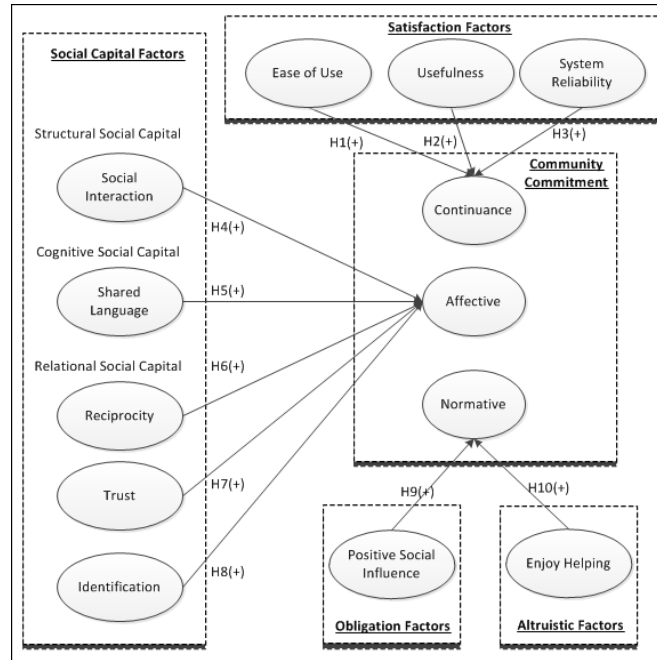 Satisfaction Factors
Ease of Use
Usefulness
System
Reliability
H1(+)
H2(+)
H3(+)
Social Capital Factors
Structural Social Capital
Social
Interaction
H4(+)
Cognitive Social Capital
Shared
Language
H5(+)
Relational Social Capital
Reciprocity
H6(+)
Trust
H7(+)
Identification
H8(+)
Community
Commitment
Continuance
Affective
Normative
H9(+)
H10(+)
Positive Social
Influence
Obligation Factors
Enjoy Helping
Altruistic Factors